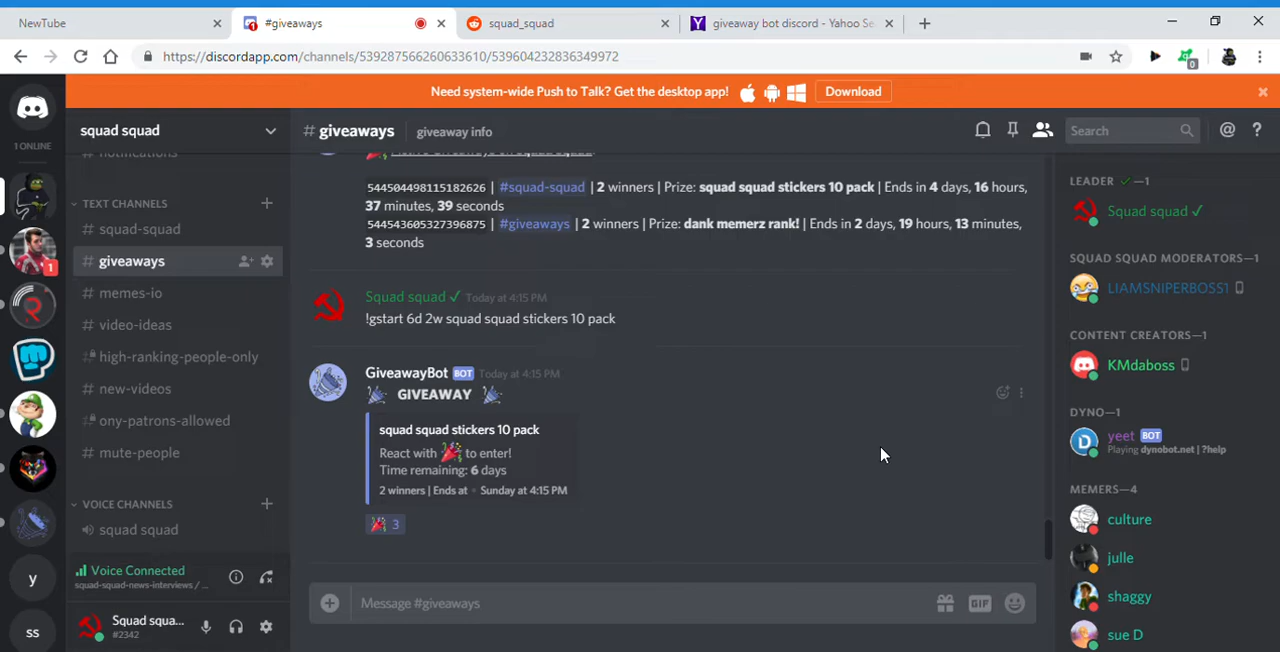 NewTube
#giveaways
squad_squad
giveaway bot discord - Yahoo Se
https://discordapp.com/channels/539287566260633610/539604232836349972
0
Need system-wide Push to Talk? Get the desktop app! Download
1 ONLINE
squad squad
# giveaways giveaway info
Search
notifications
TEXT CHANNELS
# squad-squad
# giveaways
# memes-io
# video-ideas
# high-ranking-people-only
# new-videos
# ony-patrons-allowed
# mute-people
VOICE CHANNELS
squad squad
Voice Connected
squad-squad-news-interviews / ...
Squad squa...
#2342
1
y
ss
544504498115182626 | #squad-squad | 2 winners | Prize: squad squad stickers 10 pack | Ends in 4 days, 16 hours,
37 minutes, 39 seconds
544543605327396875 | #giveaways | 2 winners | Prize: dank memerz rank! | Ends in 2 days, 19 hours, 13 minutes,
3 seconds
Squad squad ✓ Today at 4:15 PM
!gstart 6d 2w squad squad stickers 10 pack
GiveawayBot BOT Today at 4:15 PM
GIVEAWAY
squad squad stickers 10 pack
React with 🎉 to enter!
Time remaining: 6 days
2 winners | Ends at • Sunday at 4:15 PM
🎉 3
Message #giveaways
GIF
LEADER ✓—1
Squad squad ✓
SQUAD SQUAD MODERATORS—1
LIAMSNIPERBOSS1
CONTENT CREATORS—1
KMdaboss
DYNO—1
yeet BOT
Playing dynobot.net | ?help
MEMERS—4
culture
julle
shaggy
sue D